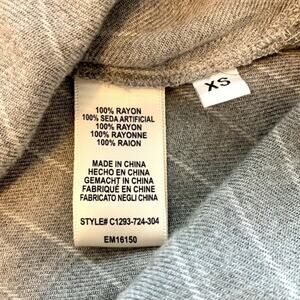 100% RAYON
100% SEDA ARTIFICIAL
100% RAYON
100% RAYONNE
100% RAION
MADE IN CHINA
HECHO EN CHINA
GEMACHT IN CHINA
FABRIQUÉ EN CHINE
FABRICATO NEGLI CHINA
STYLE# C1293-724-304
EM16150
XS